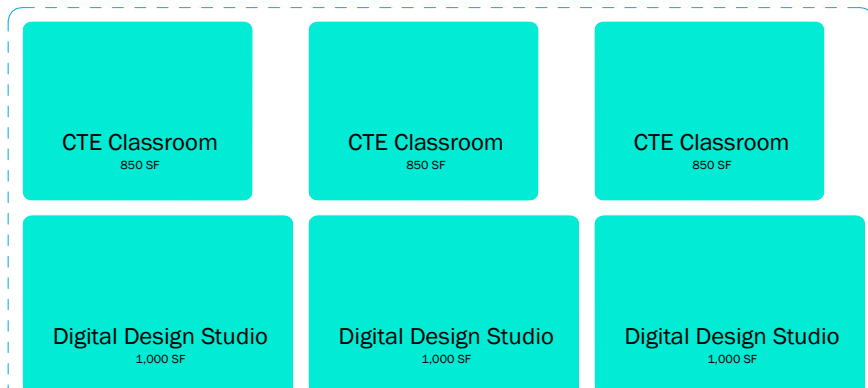 CTE Classroom
850 SF
CTE Classroom
850 SF
CTE Classroom
850 SF
Digital Design Studio
1,000 SF
Digital Design Studio
1,000 SF
Digital Design Studio
1,000 SF